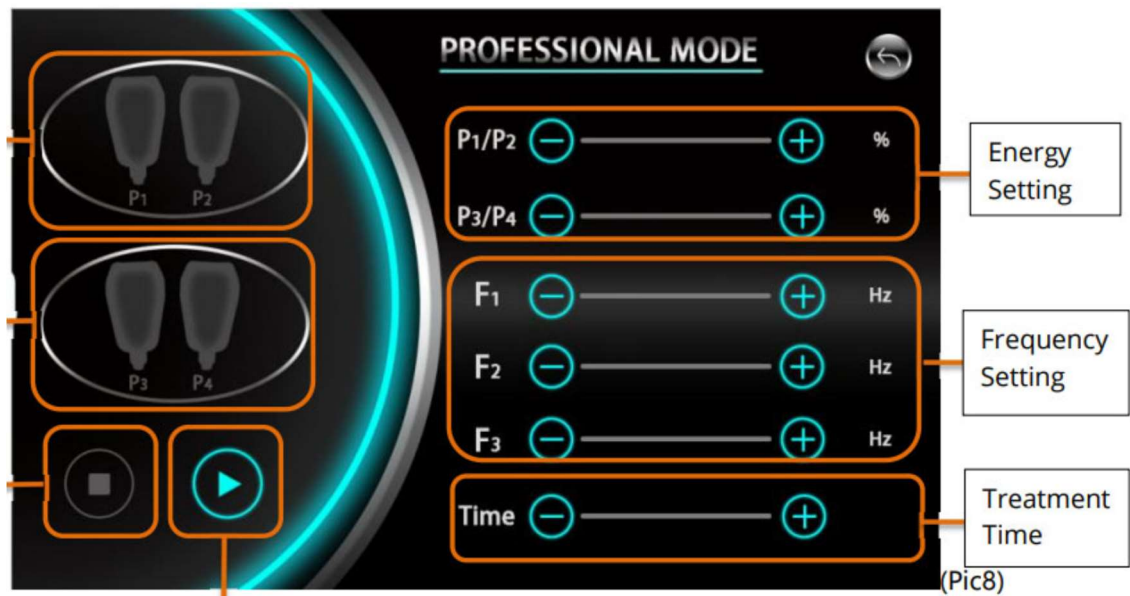 PROFESSIONAL MODE
P1 P2
P3 P4
P1/P2 %
P3/P4 %
F1 Hz
F2 Hz
F3 Hz
Time
Energy
Setting
Frequency
Setting
Treatment
Time
(Pic8)